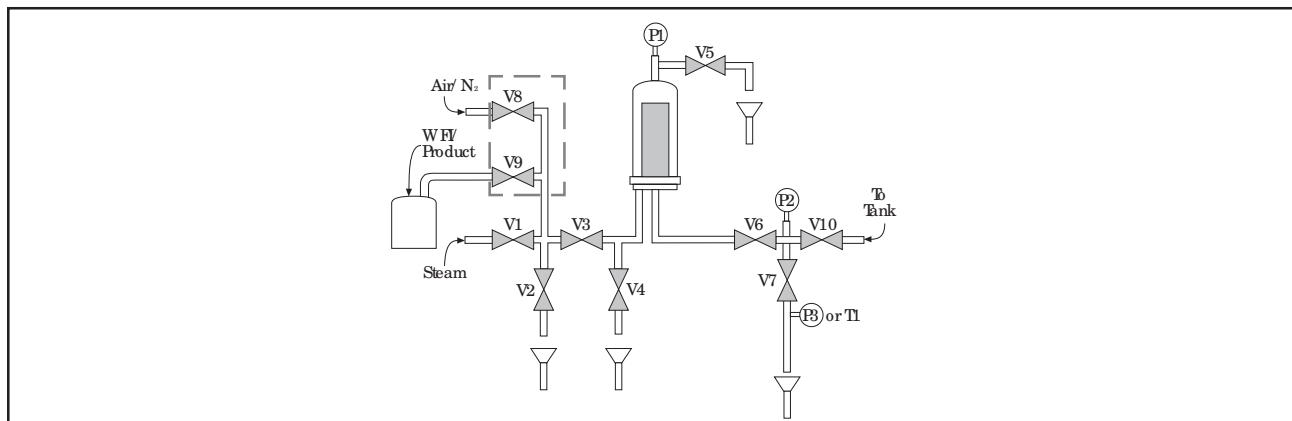 P1
V5
Air/ N₂
V8
WFI/
Product
V9
P2
To
Tank
V1
V3
V6
V10
Steam
V2
V4
V7
P3 or T1